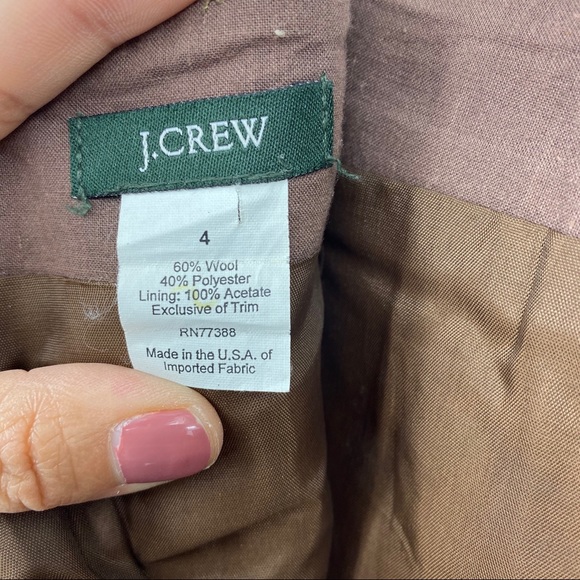 J.CREW
4
60% Wool
40% Polyester
Lining: 100% Acetate
Exclusive of Trim
RN77388
Made in the U.S.A. of
Imported Fabric